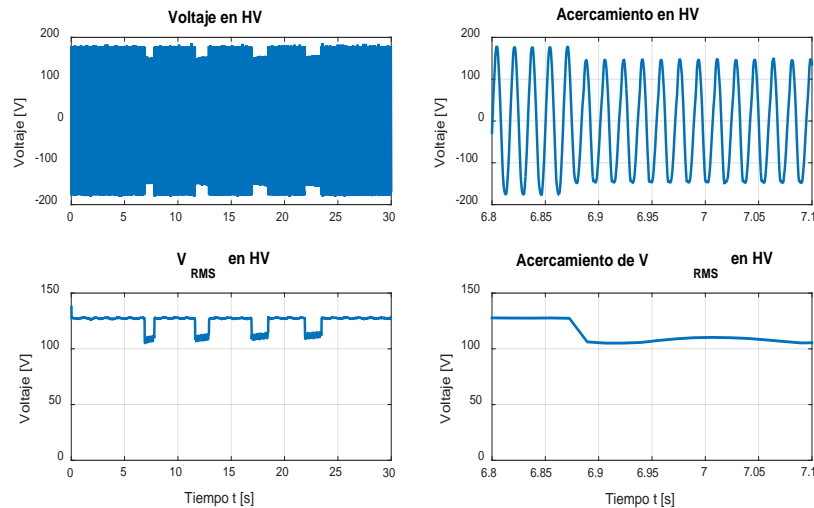 Voltaje en HV
Voltaje [V]
200
100
0
-100
-200
0 5 10 15 20 25 30
Acercamiento en HV
Voltaje [V]
200
100
0
-100
-200
6.8 6.85 6.9 6.95 7 7.05 7.1
V RMS en HV
Voltaje [V]
150
100
50
0
0 5 10 15 20 25 30
Tiempo t [s]
Acercamiento de V RMS en HV
Voltaje [V]
150
100
50
0
6.8 6.85 6.9 6.95 7 7.05 7.1
Tiempo t [s]